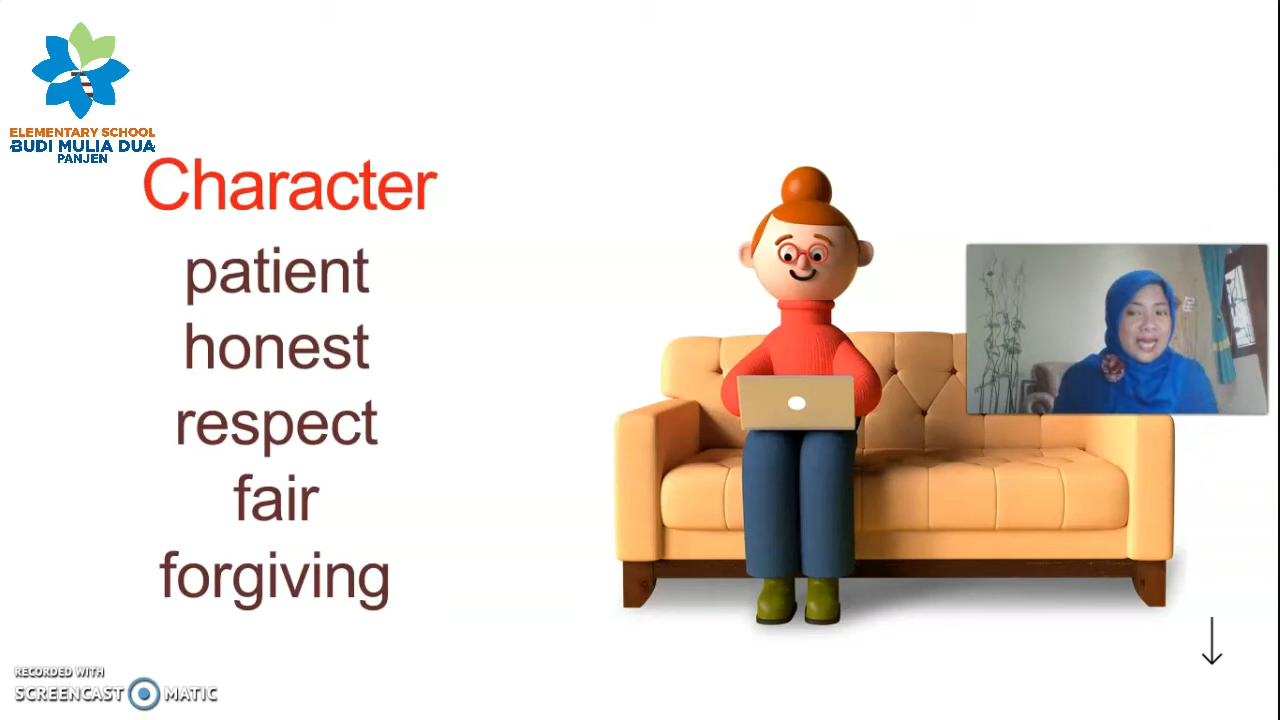 ELEMENTARY SCHOOL
BUDI MULIA DUA
PANJEN
Character
patient
honest
respect
fair
forgiving
RECORDED WITH
SCREENCAST MATIC